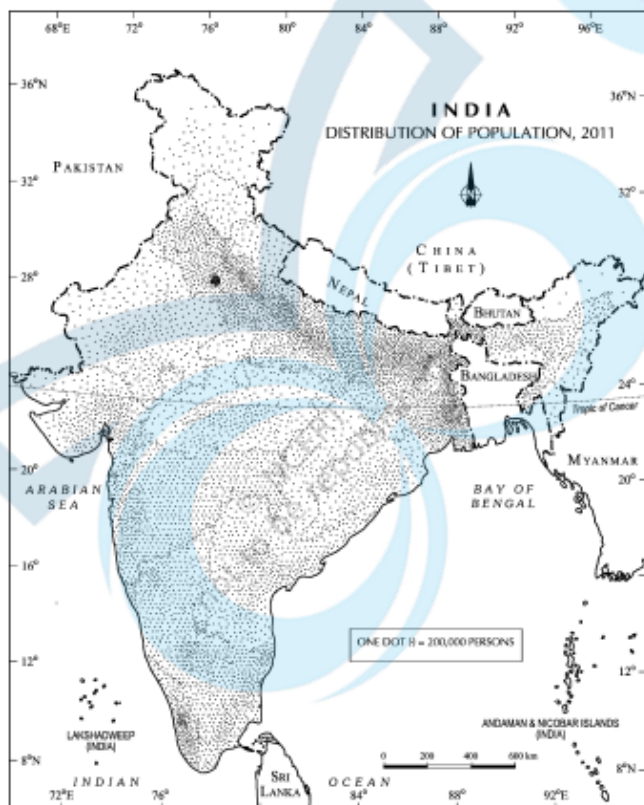 68°E 72° 76° 80° 84° 88° 92° 96°E
36°N 36°N
INDIA
DISTRIBUTION OF POPULATION, 2011
PAKISTAN
32° 32°
N
CHINA
(TIBET)
28° 28°
NEPAL
BHUTAN
BANGLADESH
24° 24°
Tropic of Cancer
MYANMAR
20° 20°
ARABIAN
SEA
BAY OF
BENGAL
16°
ONE DOT H = 200,000 PERSONS
12° 12°
LAKSHADWEEP
(INDIA)
ANDAMAN & NICOBAR ISLANDS
(INDIA)
0 200 400 600 km
8°N 8°N
INDIAN OCEAN
SRI
LANKA
72°E 76° 80° 84° 88° 92°E